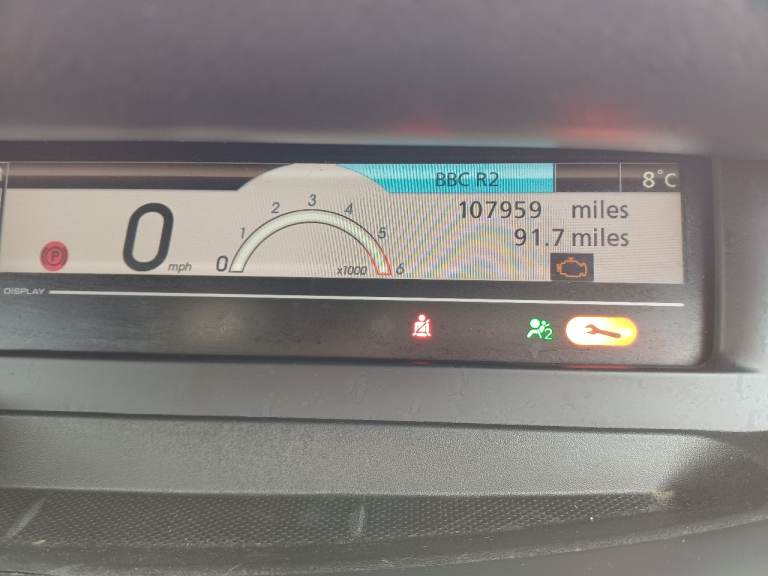 BBC R2
8°C
107959 miles
91.7 miles
0 mph
0 1 2 3 4 5 6
x1000
P
DISPLAY
2